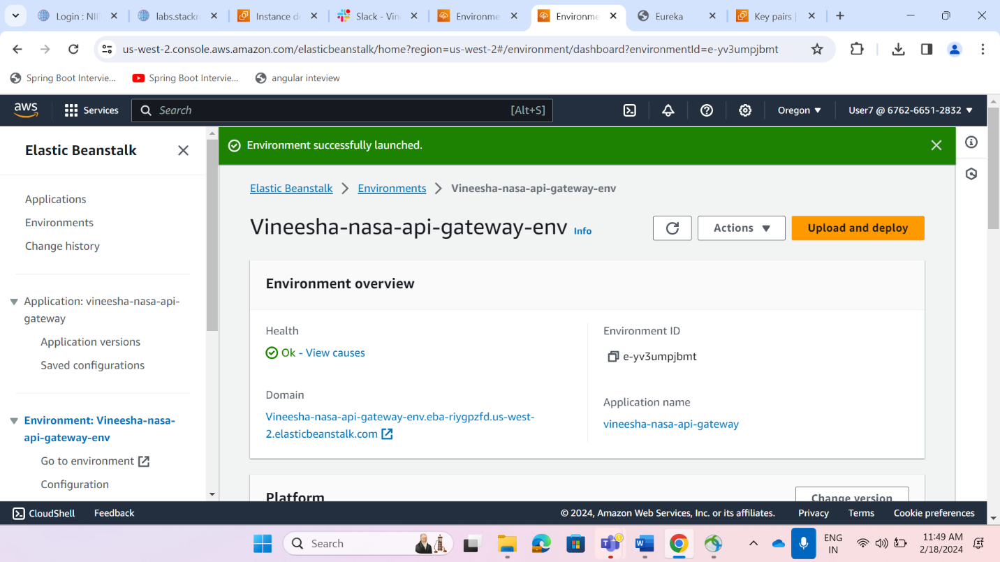 Login : NII
labs.stackr
Instance de
Slack - Vin
Environme
Environme
Eureka
Key pairs |
us-west-2.console.aws.amazon.com/elasticbeanstalk/home?region=us-west-2#/environment/dashboard?environmentId=e-yv3umpjbmt
Spring Boot Intervie...
Spring Boot Intervie...
angular inteview
aws
Services
Search
[Alt+S]
Oregon
User7 @ 6762-6651-2832
Elastic Beanstalk
Applications
Environments
Change history
Application: vineesha-nasa-api-
gateway
Application versions
Saved configurations
Environment: Vineesha-nasa-
api-gateway-env
Go to environment
Configuration
Environment successfully launched.
Elastic Beanstalk
Environments
Vineesha-nasa-api-gateway-env
Vineesha-nasa-api-gateway-env Info
Actions
Upload and deploy
Environment overview
Health
Ok - View causes
Domain
Vineesha-nasa-api-gateway-env.eba-riygpzfd.us-west-
2.elasticbeanstalk.com
Environment ID
e-yv3umpjbmt
Application name
vineesha-nasa-api-gateway
Platform
Change version
CloudShell
Feedback
© 2024, Amazon Web Services, Inc. or its affiliates.
Privacy
Terms
Cookie preferences
Search
ENG
IN
11:49 AM
2/18/2024